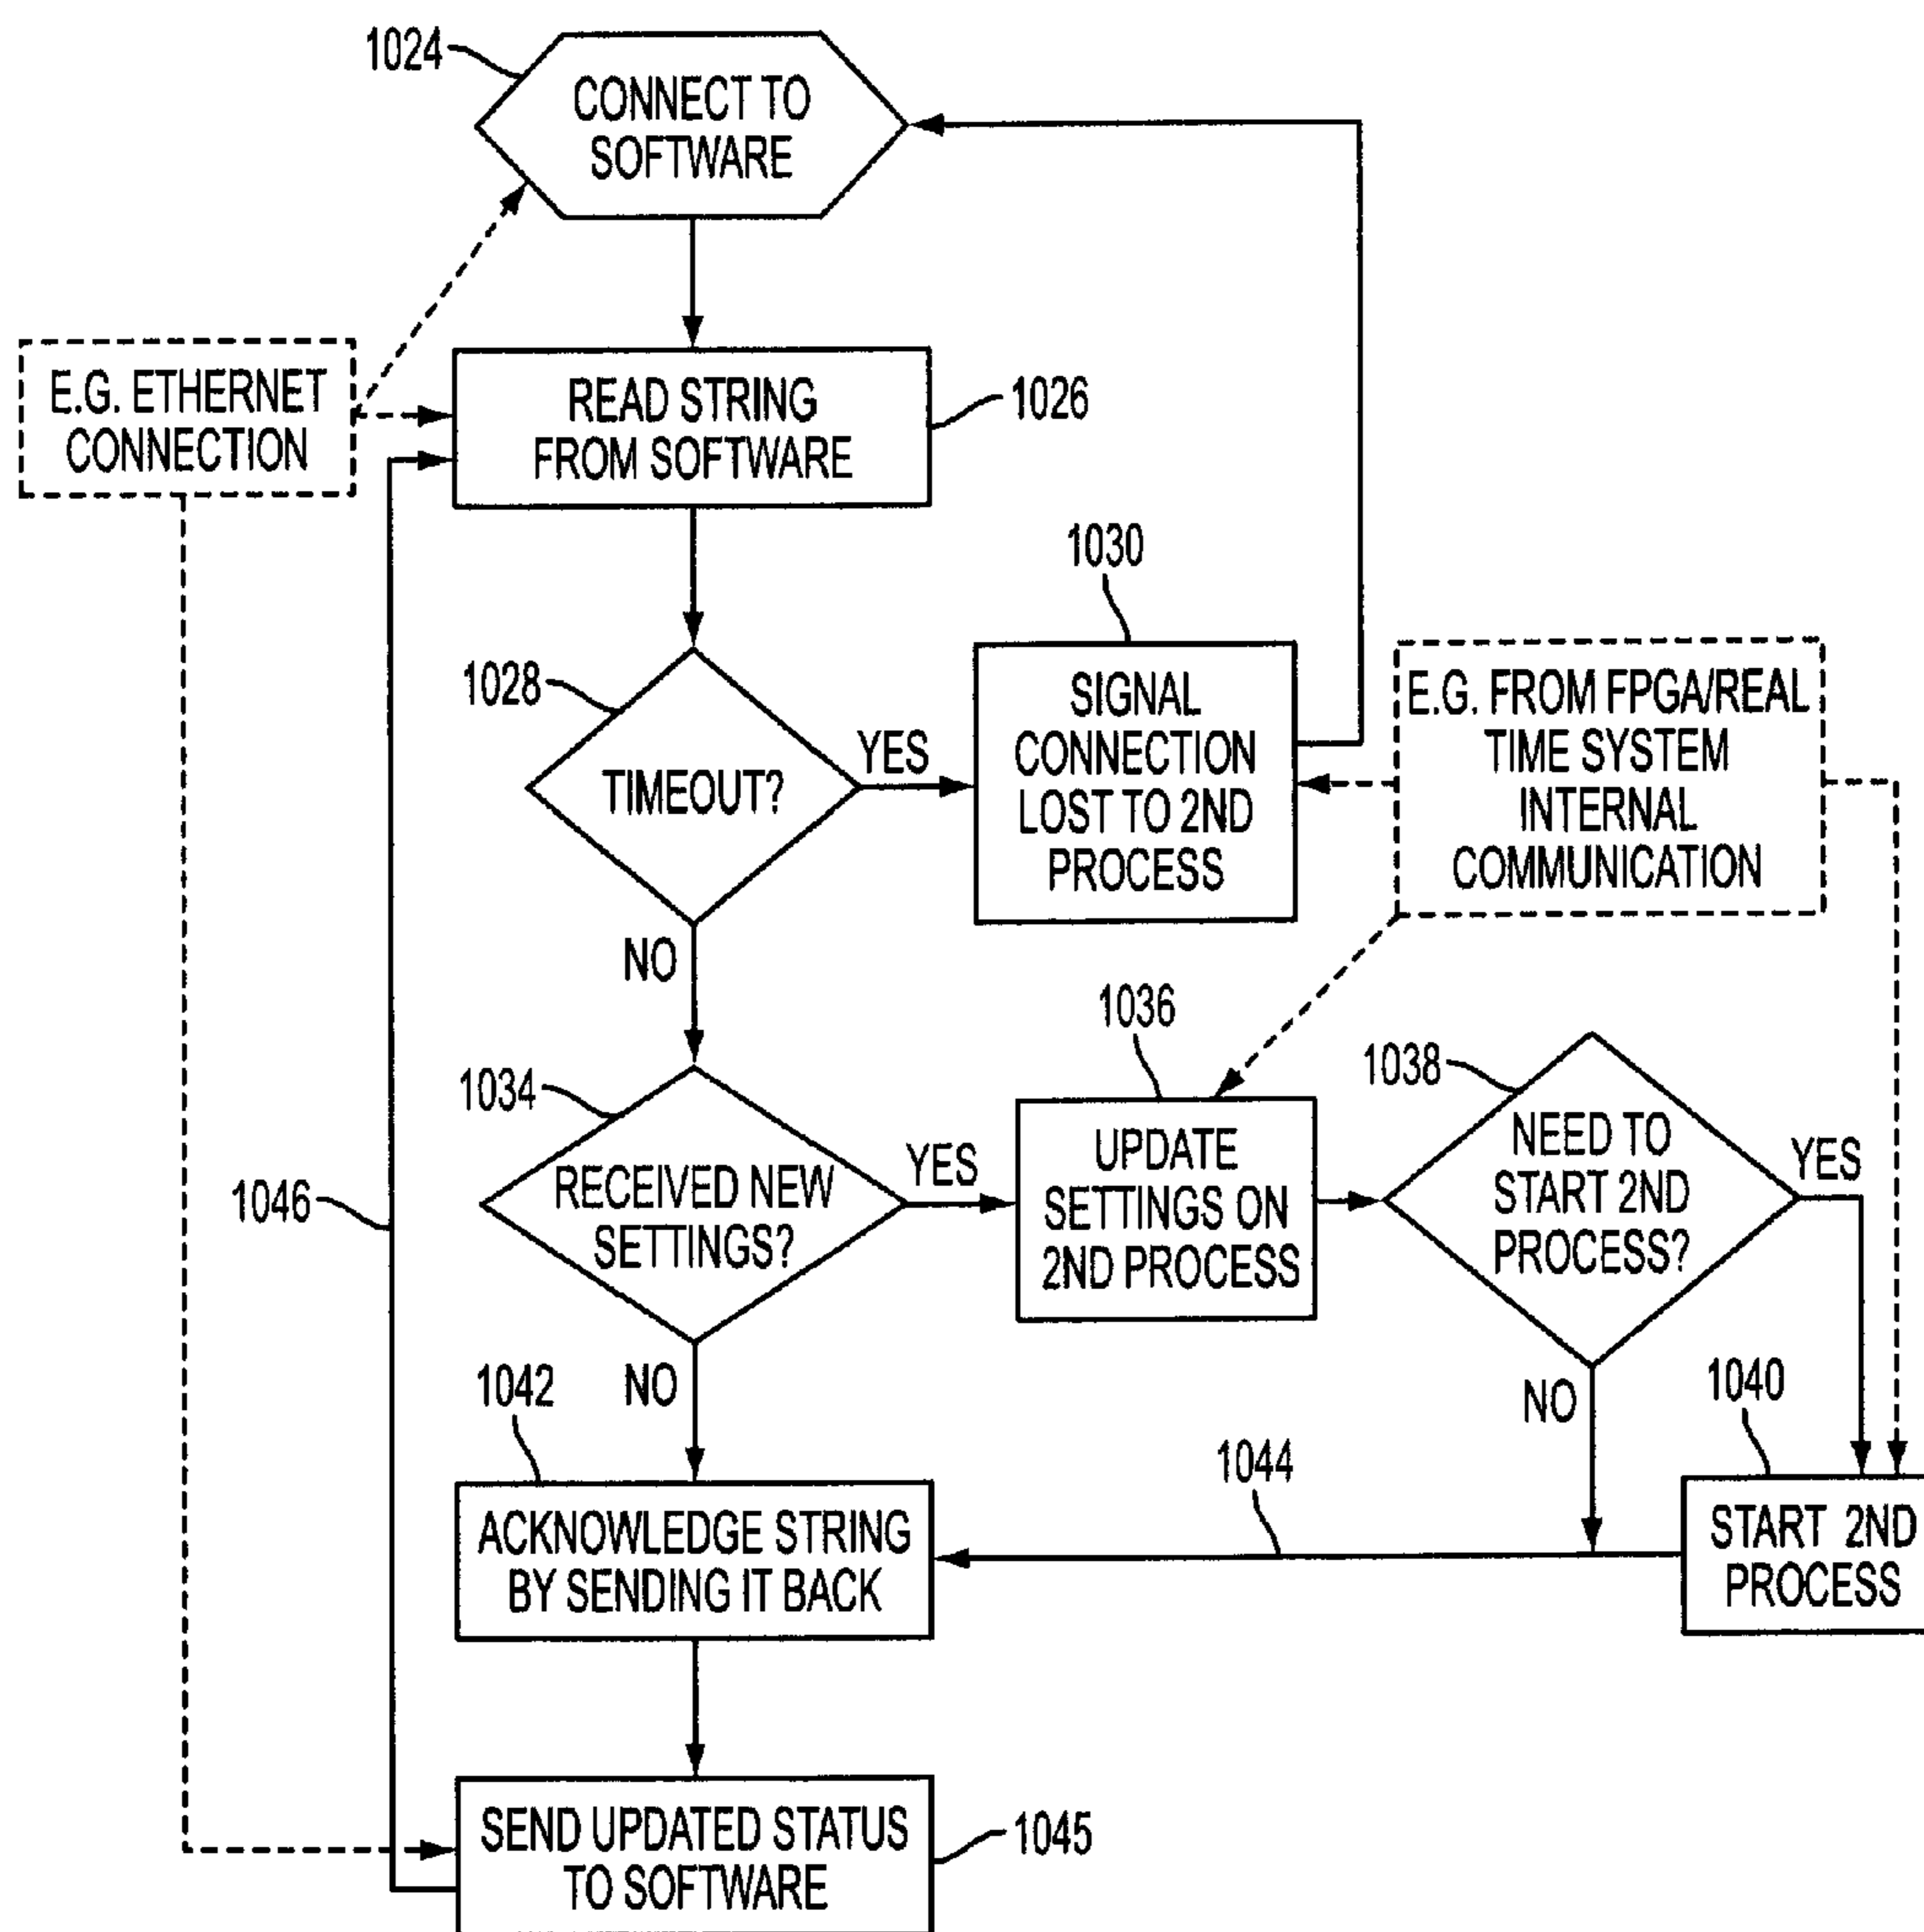 1024
CONNECT TO
SOFTWARE
E.G. ETHERNET
CONNECTION
READ STRING
FROM SOFTWARE
1026
1030
1028
TIMEOUT?
YES
SIGNAL
CONNECTION
LOST TO 2ND
PROCESS
E.G. FROM FPGA/REAL
TIME SYSTEM
INTERNAL
COMMUNICATION
NO
1036
1034
RECEIVED NEW
SETTINGS?
YES
UPDATE
SETTINGS ON
2ND PROCESS
1038
NEED TO
START 2ND
PROCESS?
YES
1046
NO
1042
NO
1040
1044
ACKNOWLEDGE STRING
BY SENDING IT BACK
START 2ND
PROCESS
SEND UPDATED STATUS
TO SOFTWARE
1045